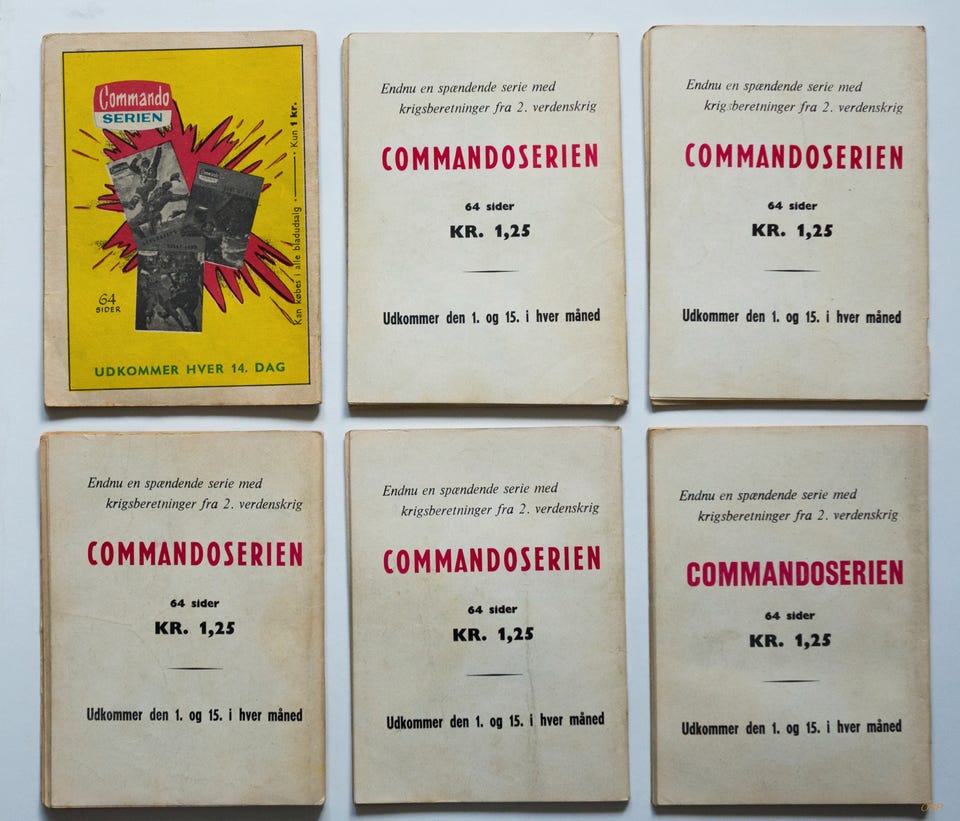 Commando
SERIEN
Kan købes i alle bladudsalg · Kun 1 kr.
64
SIDER
UDKOMMER HVER 14. DAG
Endnu en spændende serie med
krigsberetninger fra 2. verdenskrig
COMMANDOSERIEN
64 sider
KR. 1,25
Udkommer den 1. og 15. i hver måned
Endnu en spændende serie med
krigsberetninger fra 2. verdenskrig
COMMANDOSERIEN
64 sider
KR. 1,25
Udkommer den 1. og 15. i hver måned
Endnu en spændende serie med
krigsberetninger fra 2. verdenskrig
COMMANDOSERIEN
64 sider
KR. 1,25
Udkommer den 1. og 15. i hver måned
Endnu en spændende serie med
krigsberetninger fra 2. verdenskrig
COMMANDOSERIEN
64 sider
KR. 1,25
Udkommer den 1. og 15. i hver måned
Endnu en spændende serie med
krigsberetninger fra 2. verdenskrig
COMMANDOSERIEN
64 sider
KR. 1,25
Udkommer den 1. og 15. i hver måned